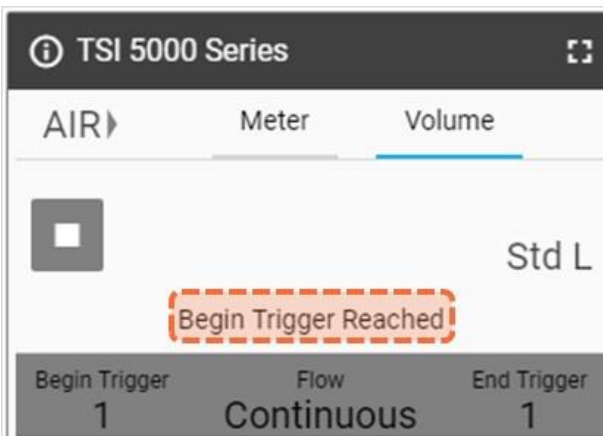 TSI 5000 Series
AIR Meter Volume
Std L
Begin Trigger Reached
Begin Trigger Flow End Trigger
1 Continuous 1